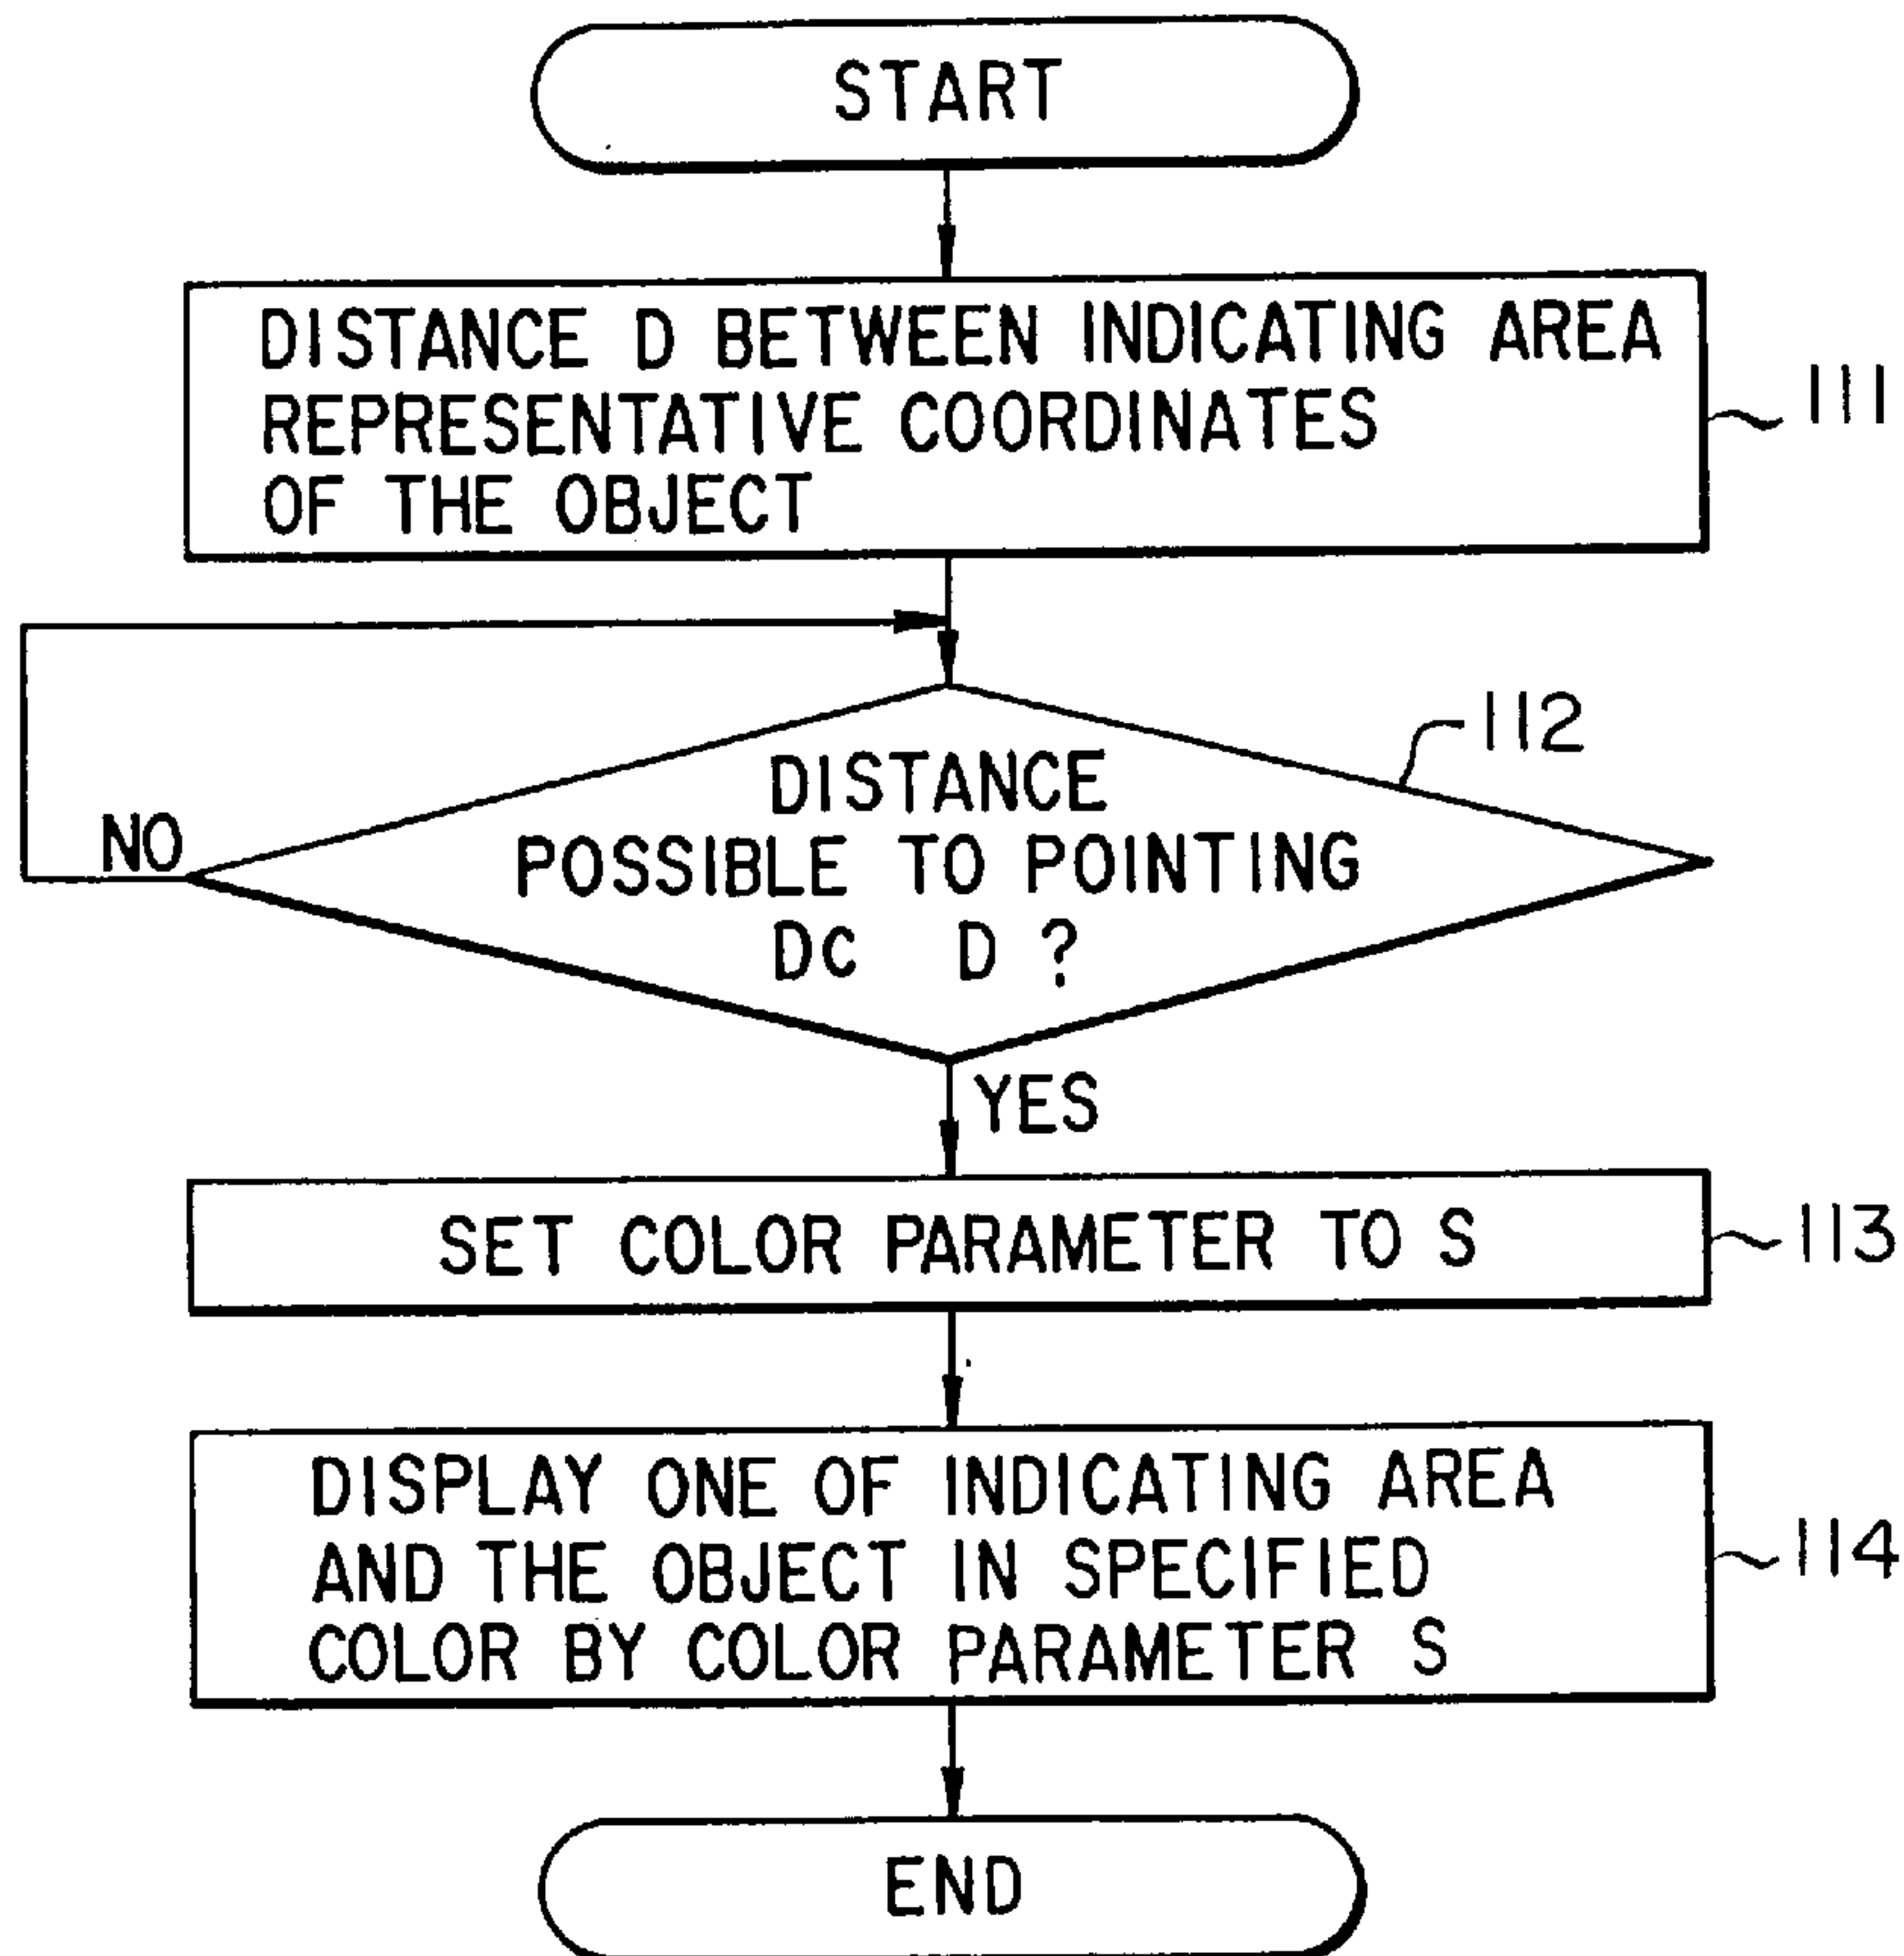 START
DISTANCE D BETWEEN INDICATING AREA
REPRESENTATIVE COORDINATES
OF THE OBJECT
111
112
DISTANCE
POSSIBLE TO POINTING
DC D ?
NO
YES
SET COLOR PARAMETER TO S
113
DISPLAY ONE OF INDICATING AREA
AND THE OBJECT IN SPECIFIED
COLOR BY COLOR PARAMETER S
114
END